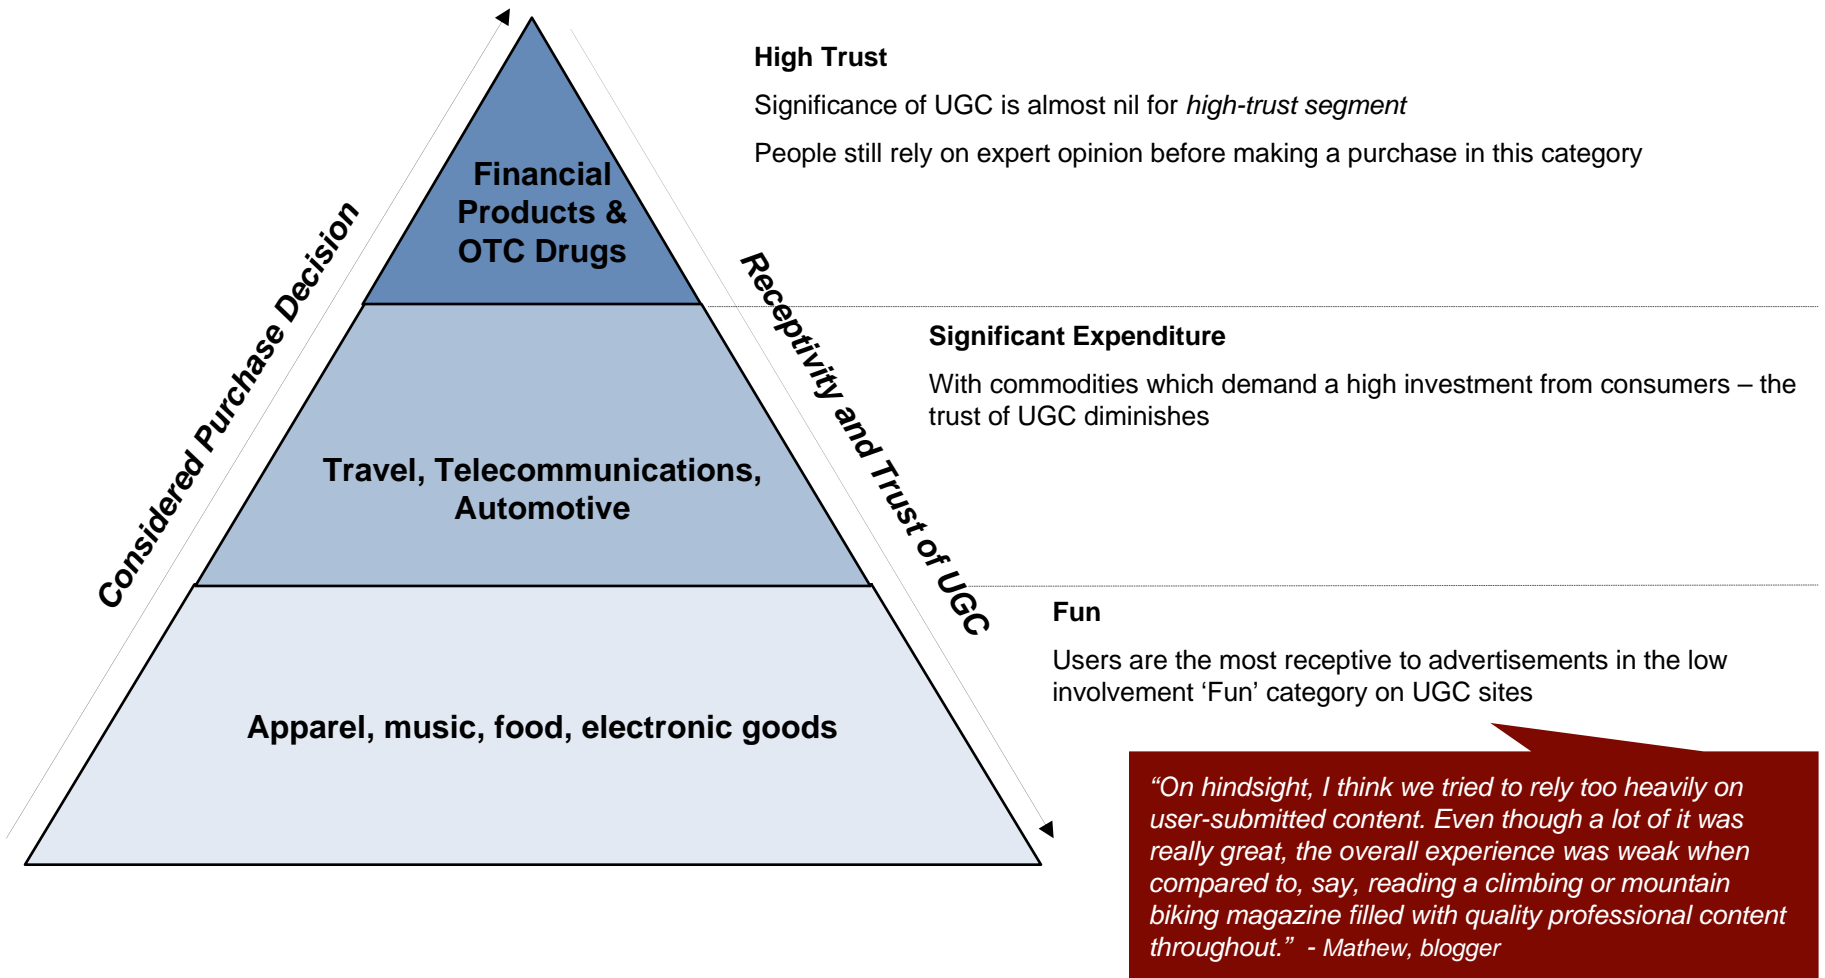 High Trust
Significance of UGC is almost nil for high-trust segment
People still rely on expert opinion before making a purchase in this category
Financial
Products &
OTC Drugs
Considered Purchase Decision
Receptivity and Trust of UGC
Significant Expenditure
With commodities which demand a high investment from consumers – the
trust of UGC diminishes
Travel, Telecommunications,
Automotive
Fun
Users are the most receptive to advertisements in the low
involvement ‘Fun’ category on UGC sites
Apparel, music, food, electronic goods
“On hindsight, I think we tried to rely too heavily on
user-submitted content. Even though a lot of it was
really great, the overall experience was weak when
compared to, say, reading a climbing or mountain
biking magazine filled with quality professional content
throughout.” - Mathew, blogger